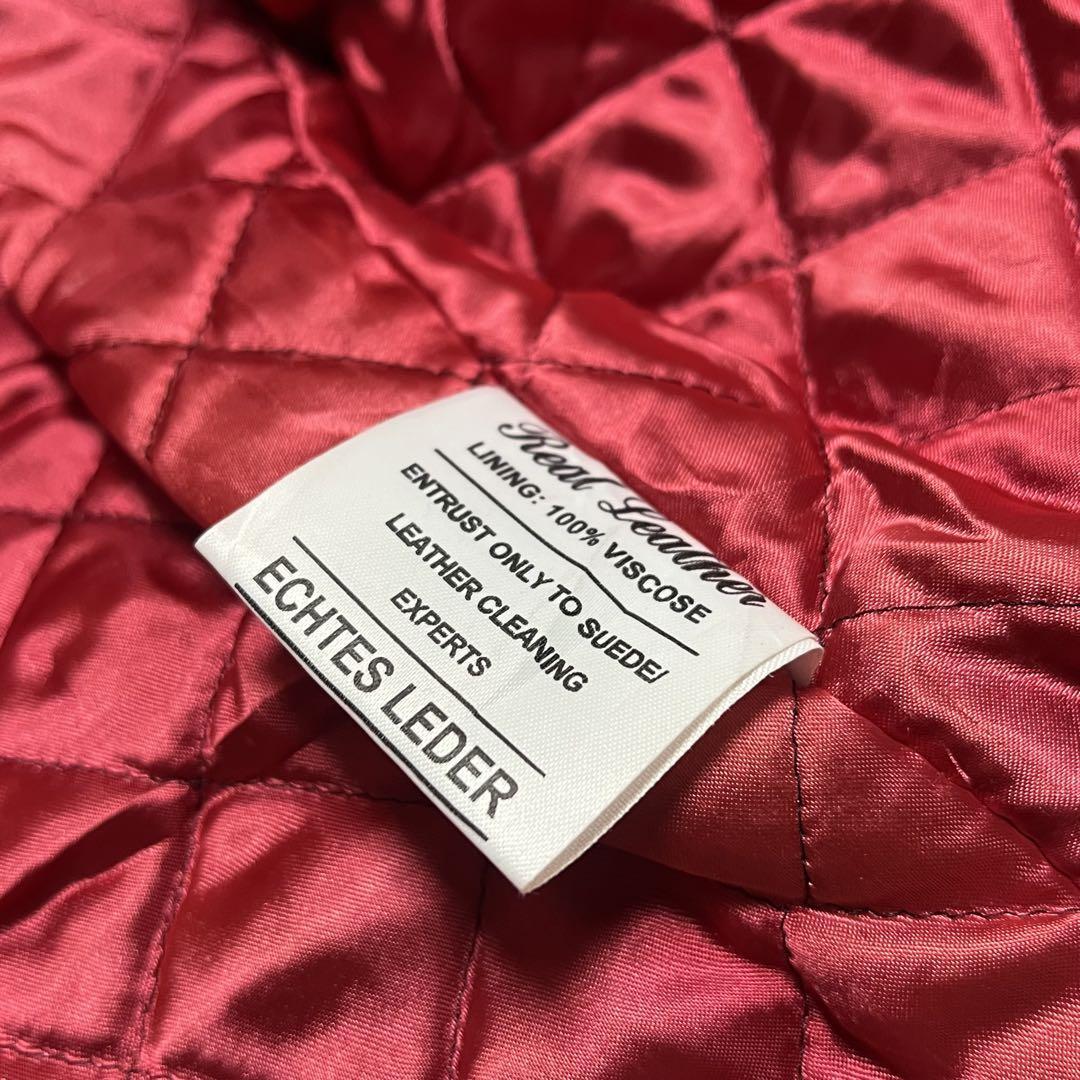 Real Leather
LINING: 100% VISCOSE
ENTRUST ONLY TO SUEDE/
LEATHER CLEANING
EXPERTS
ECHTES LEDER